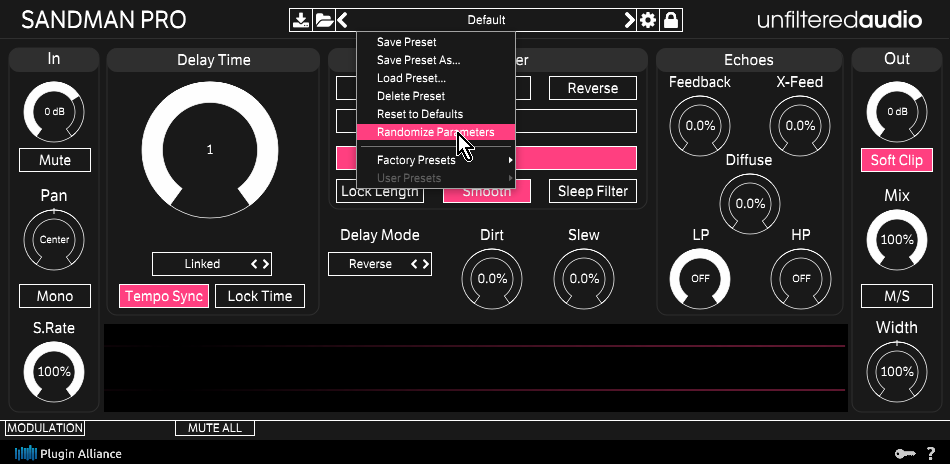 SANDMAN PRO
Default
unfilteredaudio
In
0 dB
Mute
Pan
Center
Mono
S.Rate
100%
Delay Time
1
Linked
Tempo Sync
Lock Time
Save Preset
Save Preset As...
Load Preset...
Delete Preset
Reset to Defaults
Randomize Parameters
Factory Presets
User Presets
Reverse
Lock Length
Smooth
Sleep Filter
Delay Mode
Reverse
Dirt
0.0%
Slew
0.0%
Echoes
Feedback
X-Feed
0.0%
0.0%
Diffuse
0.0%
LP
HP
OFF
OFF
Out
0 dB
Soft Clip
Mix
100%
M/S
Width
100%
MODULATION
MUTE ALL
Plugin Alliance
?